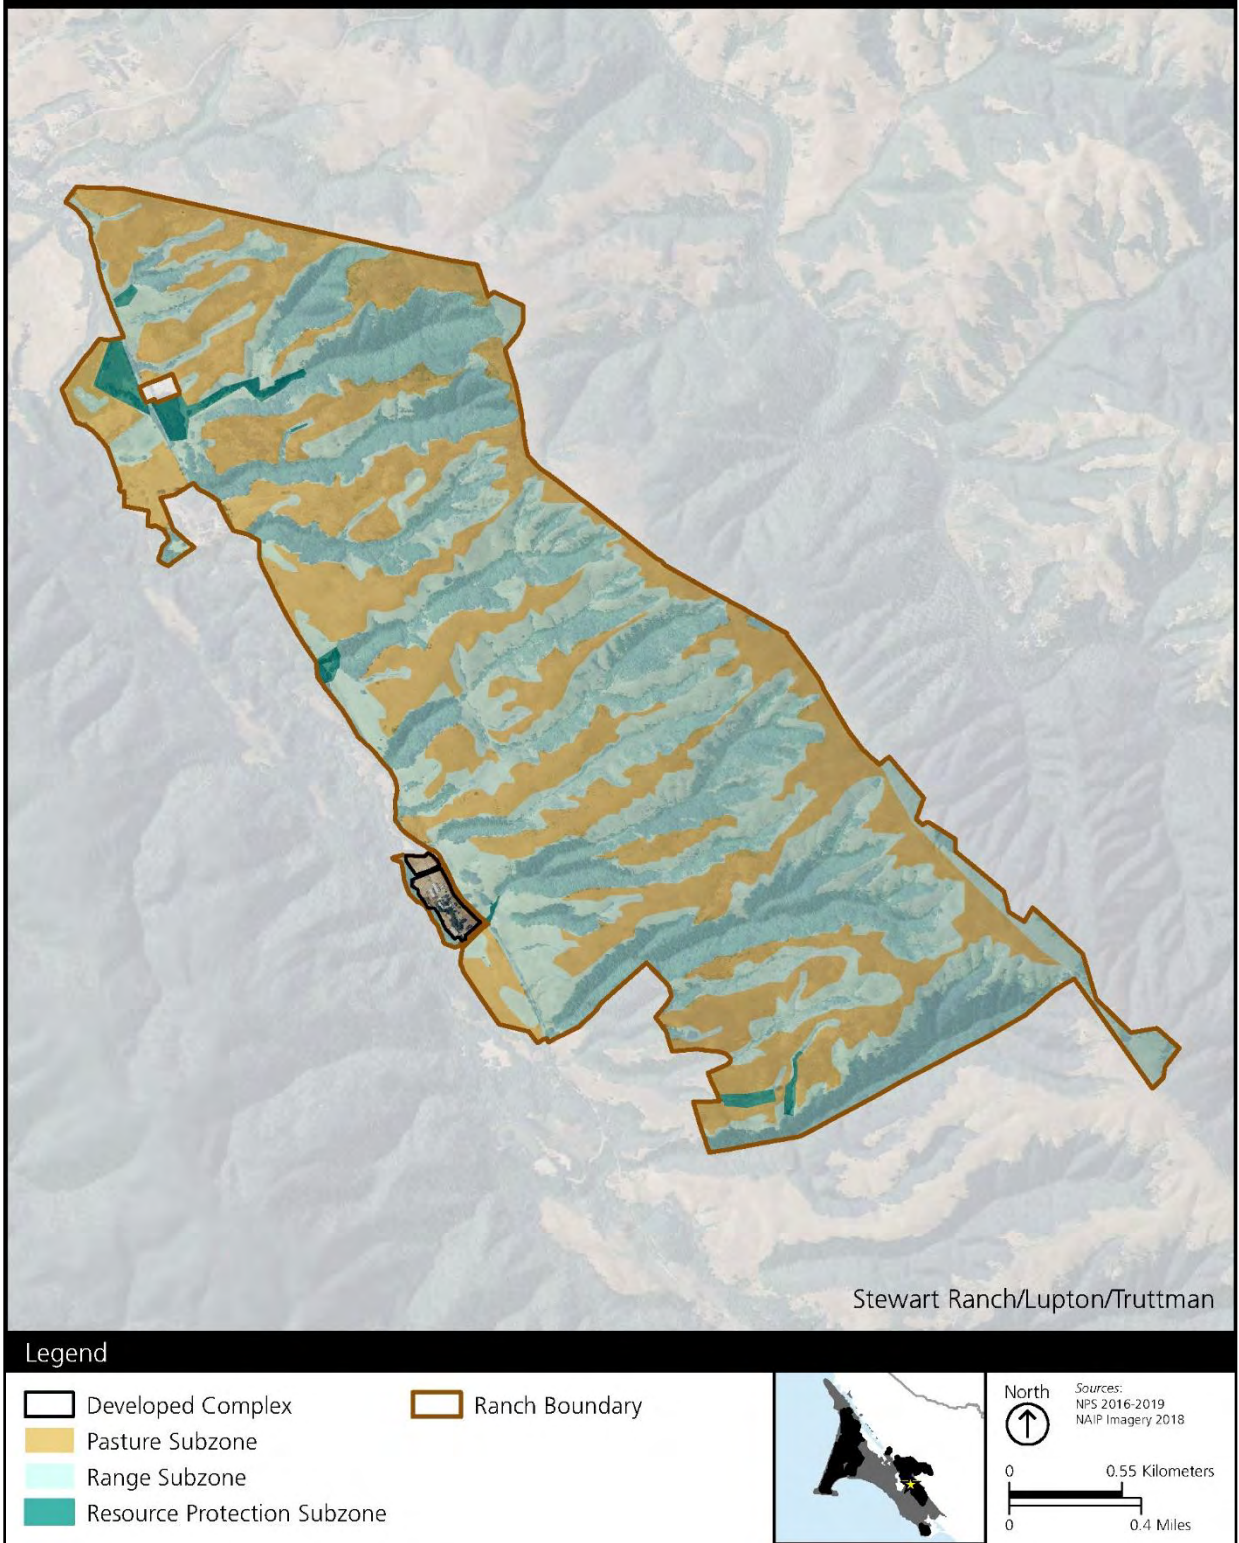 Stewart Ranch/Lupton/Truttman
Legend
Developed Complex
Pasture Subzone
Range Subzone
Resource Protection Subzone
Ranch Boundary
North
Sources:
NPS 2016-2019
NAIP Imagery 2018
0 0.55 Kilometers
0 0.4 Miles